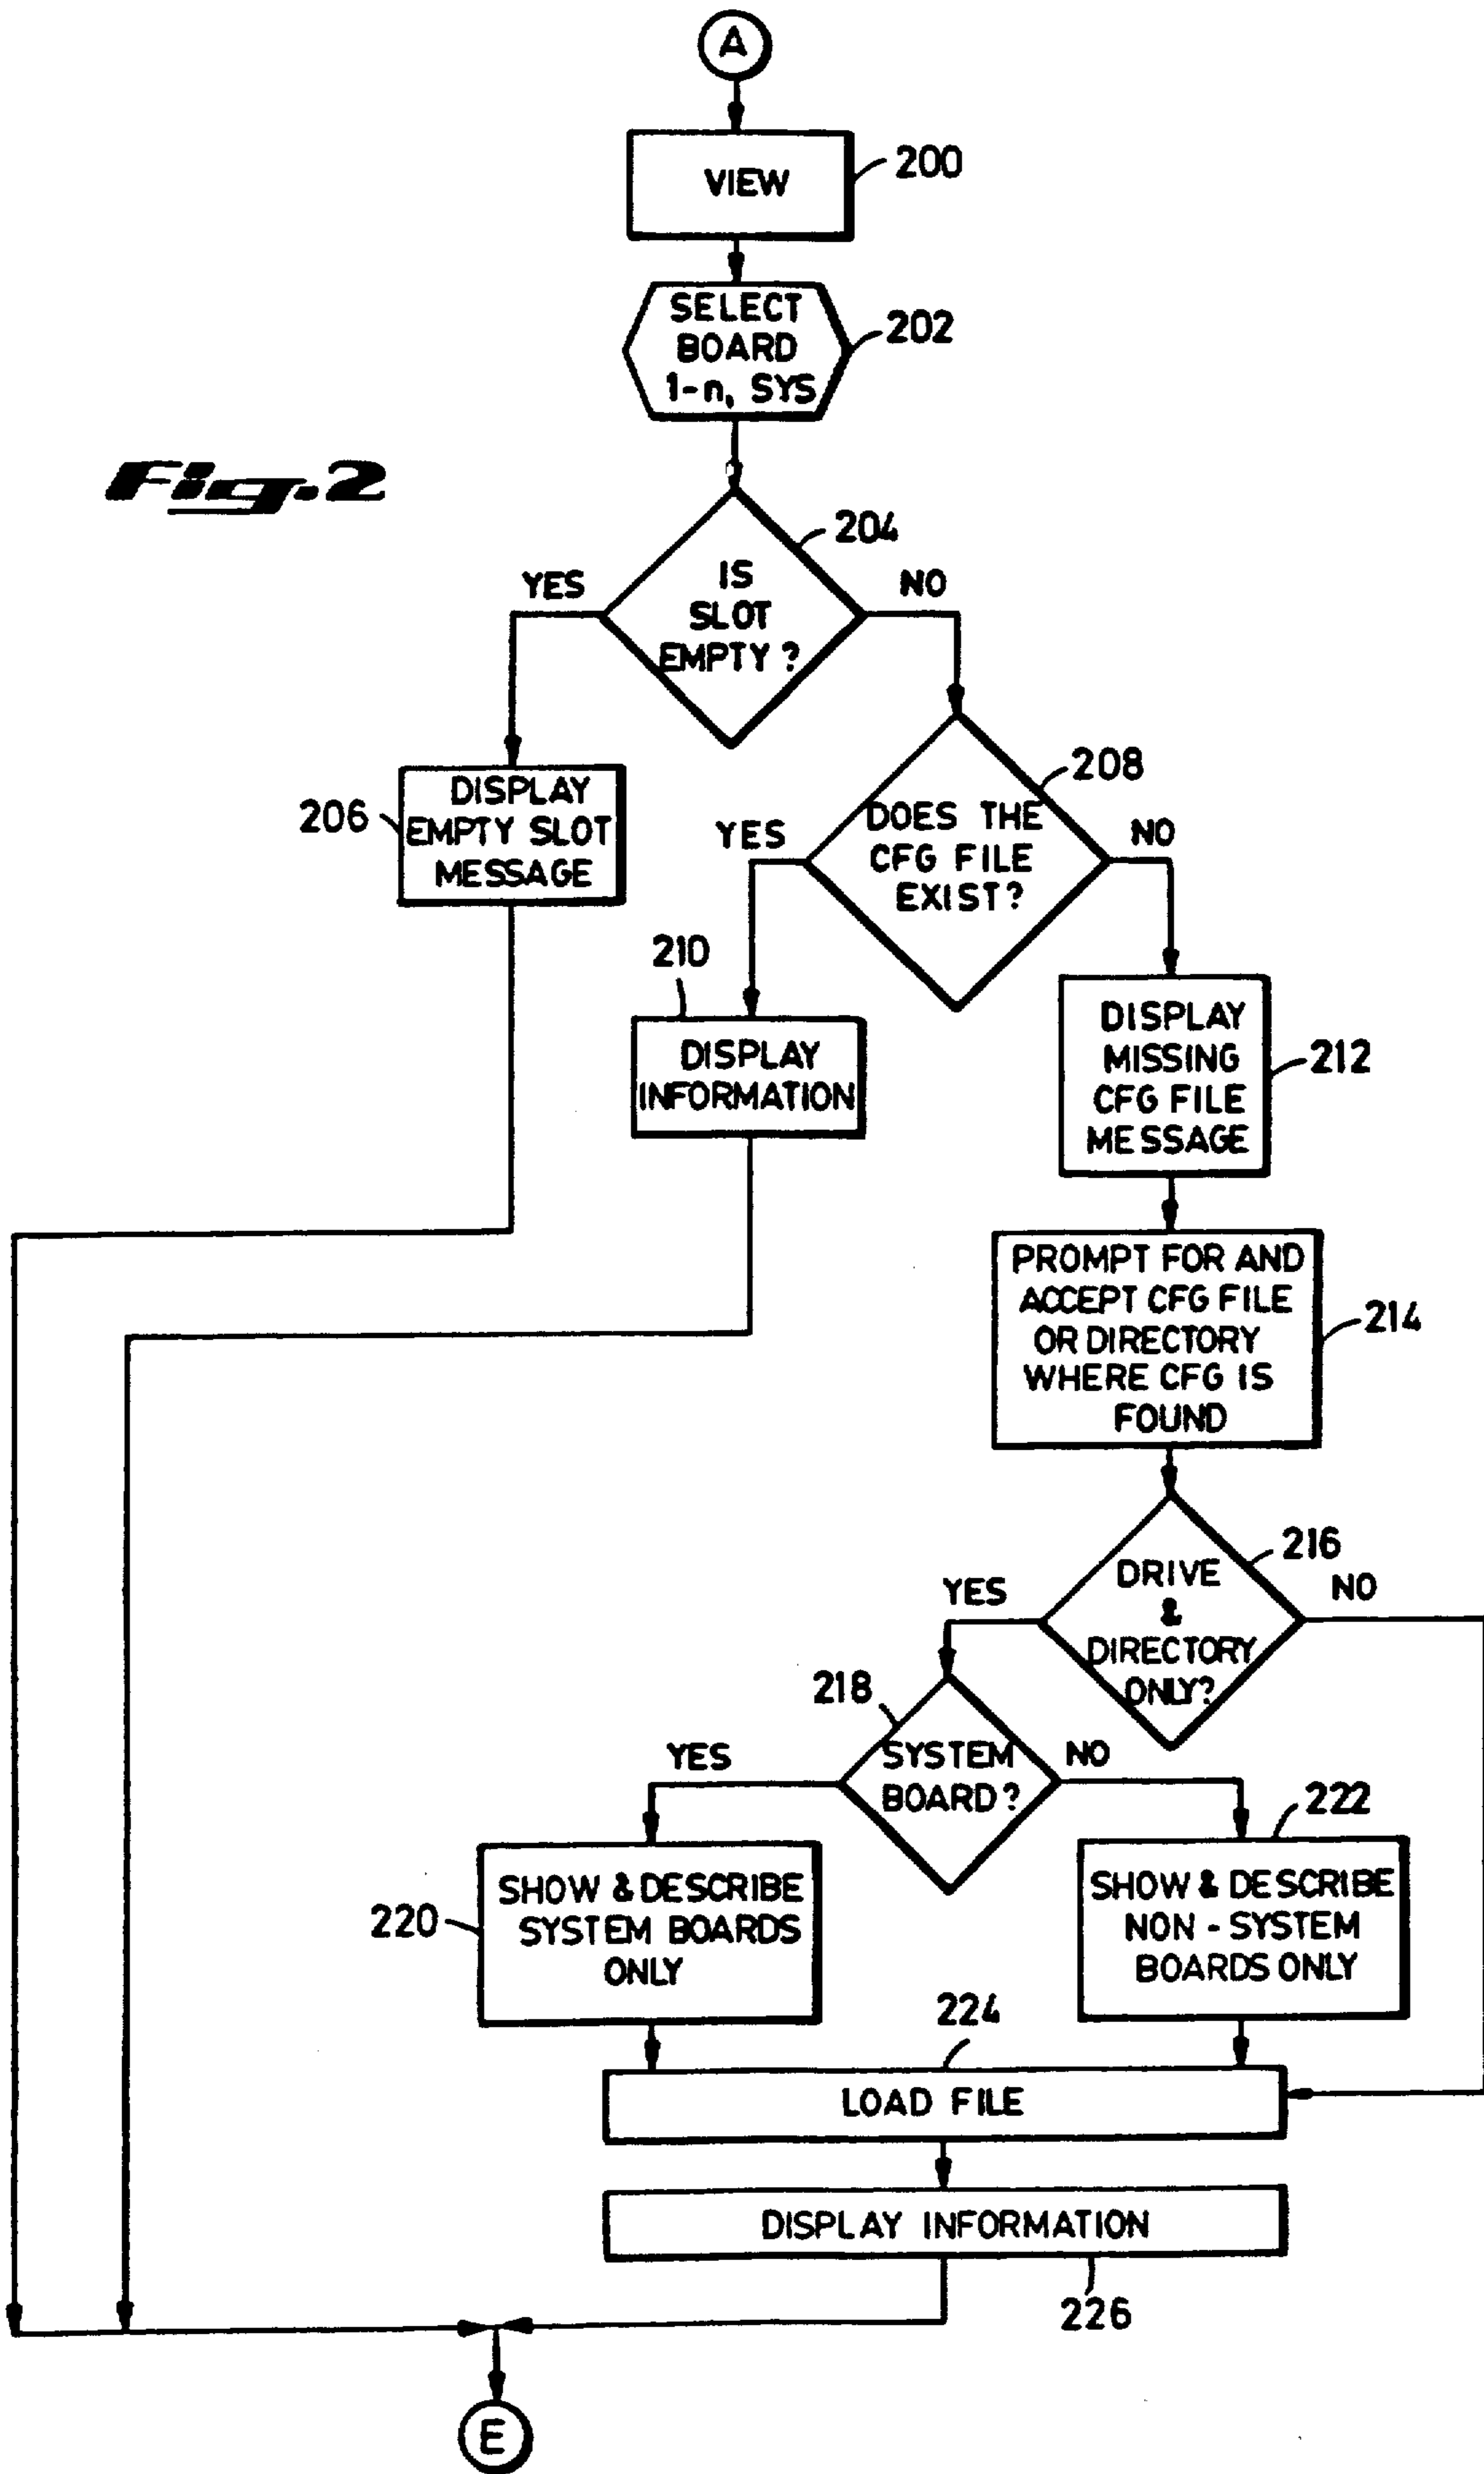 A
VIEW
200
SELECT
BOARD
1-n, SYS
202
Fig.2
204
IS
SLOT
EMPTY?
YES
NO
208
DOES THE
CFG FILE
EXIST?
YES
NO
DISPLAY
EMPTY SLOT
MESSAGE
206
210
DISPLAY
INFORMATION
DISPLAY
MISSING
CFG FILE
MESSAGE
212
PROMPT FOR AND
ACCEPT CFG FILE
OR DIRECTORY
WHERE CFG IS
FOUND
214
216
DRIVE
&
DIRECTORY
ONLY?
YES
NO
218
SYSTEM
BOARD?
YES
NO
222
SHOW & DESCRIBE
SYSTEM BOARDS
ONLY
220
SHOW & DESCRIBE
NON-SYSTEM
BOARDS ONLY
224
LOAD FILE
DISPLAY INFORMATION
226
E